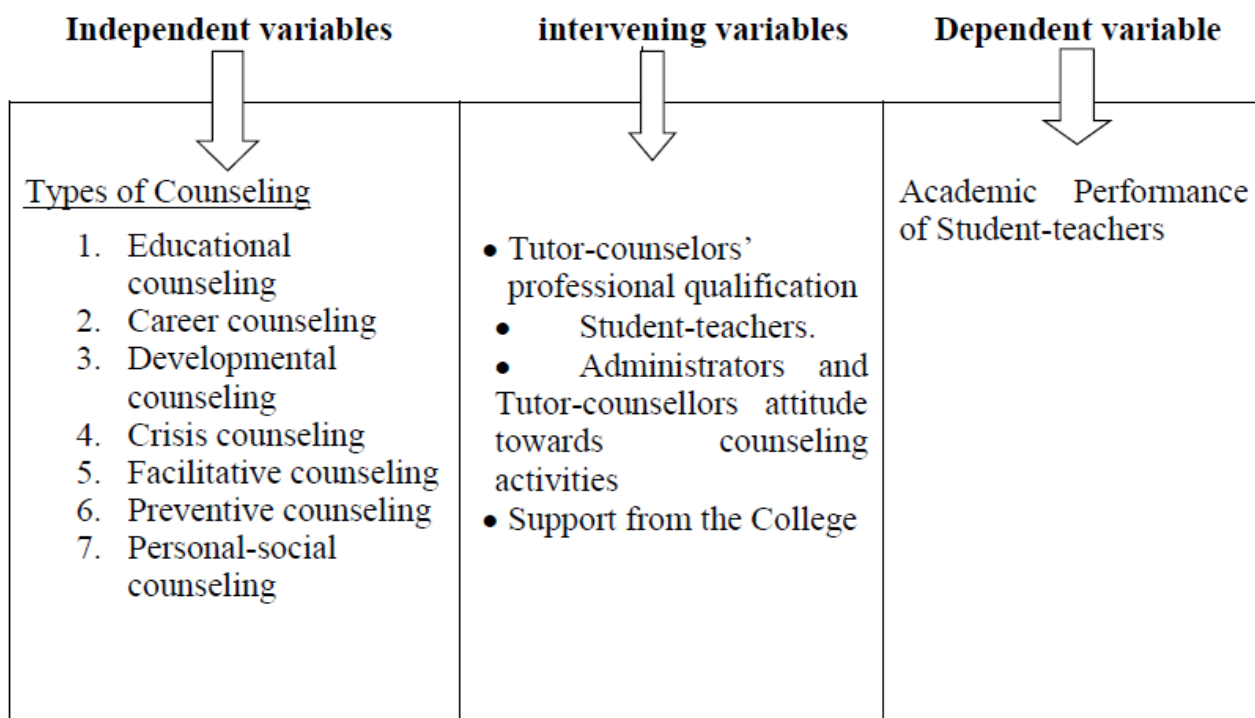 Independent variables
intervening variables
Dependent variable
Types of Counseling
1. Educational
counseling
2. Career counseling
3. Developmental
counseling
4. Crisis counseling
5. Facilitative counseling
6. Preventive counseling
7. Personal-social
counseling
• Tutor-counselors’
professional qualification
• Student-teachers.
• Administrators and
Tutor-counsellors attitude
towards counseling
activities
• Support from the College
Academic Performance
of Student-teachers